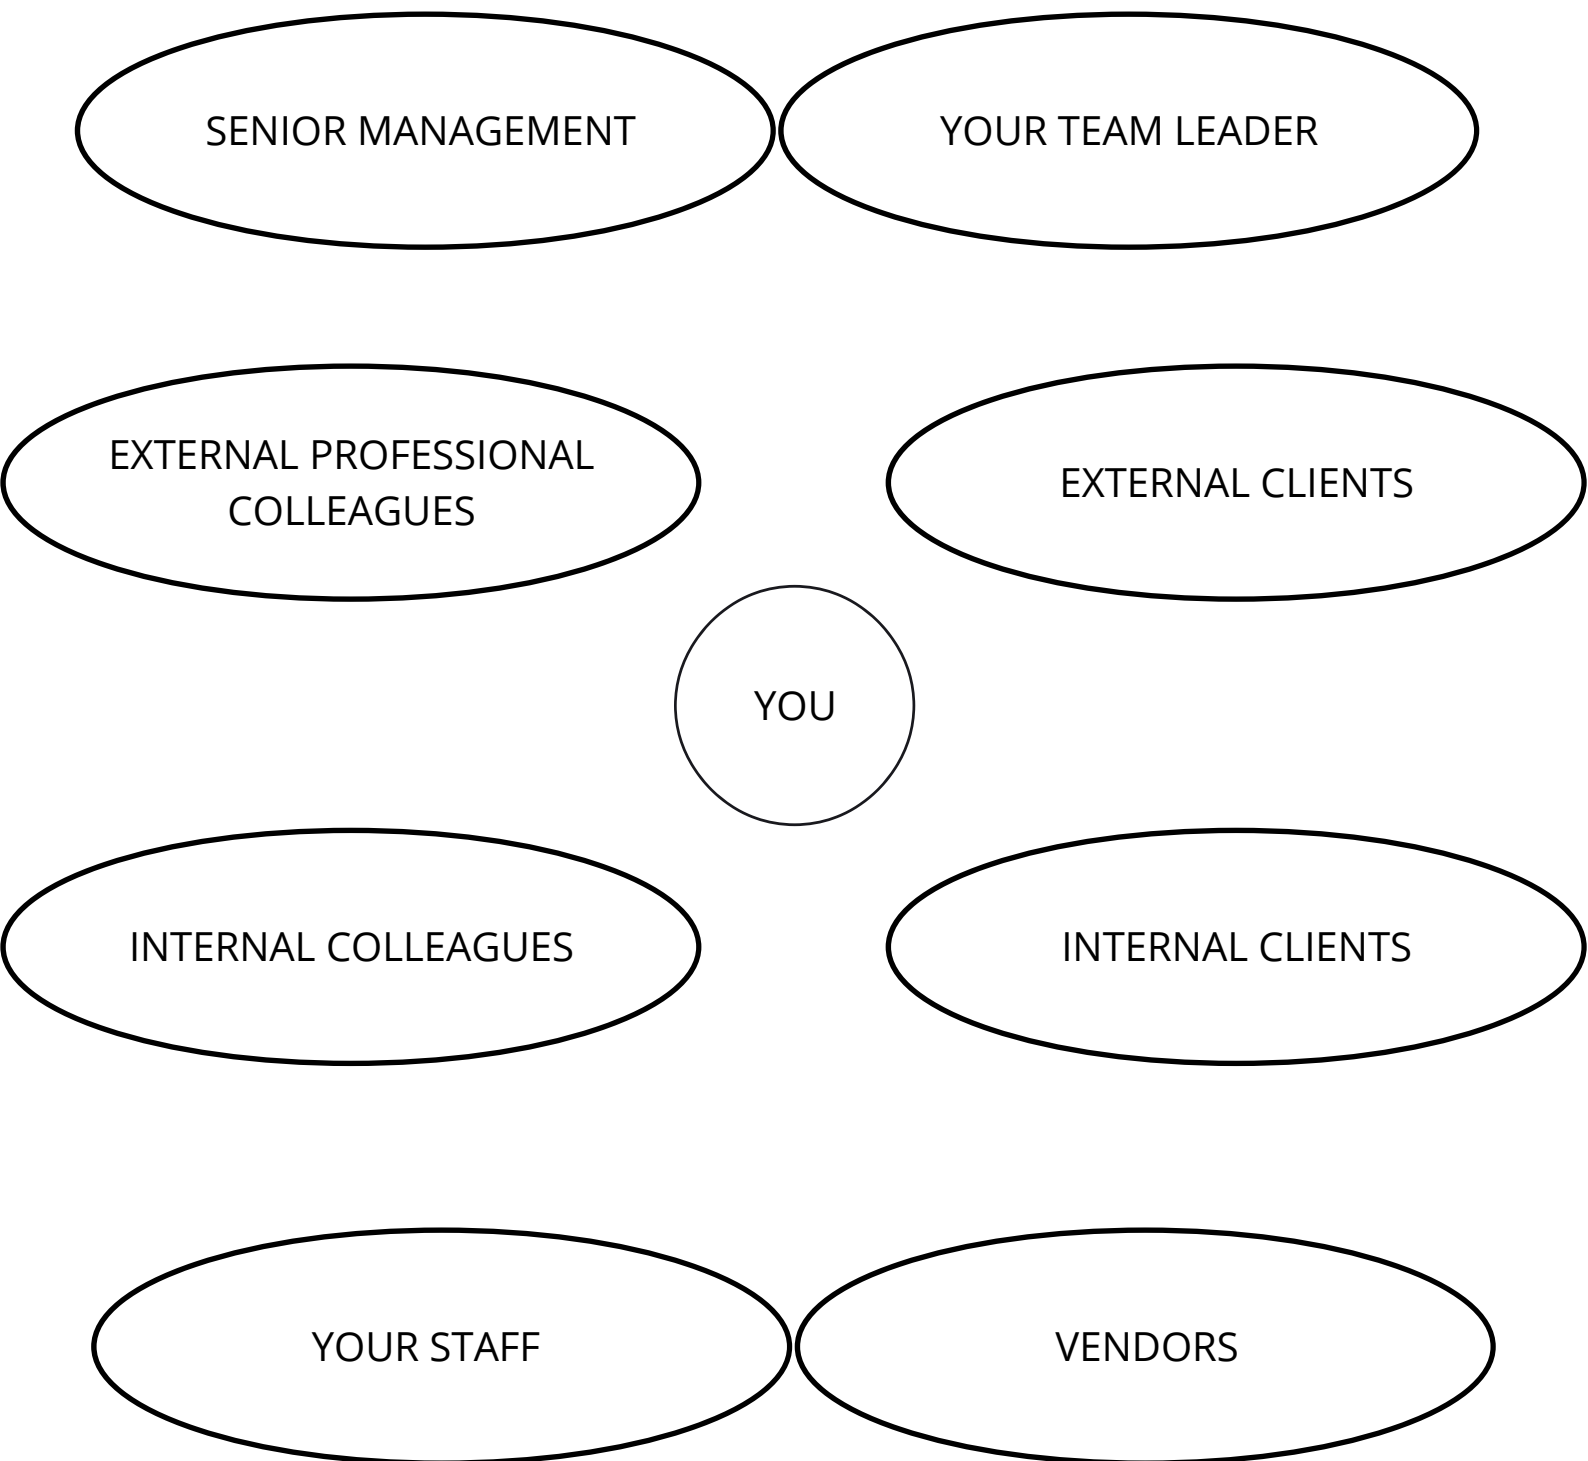 SENIOR MANAGEMENT
YOUR TEAM LEADER
EXTERNAL PROFESSIONAL
COLLEAGUES
EXTERNAL CLIENTS
YOU
INTERNAL COLLEAGUES
INTERNAL CLIENTS
YOUR STAFF
VENDORS